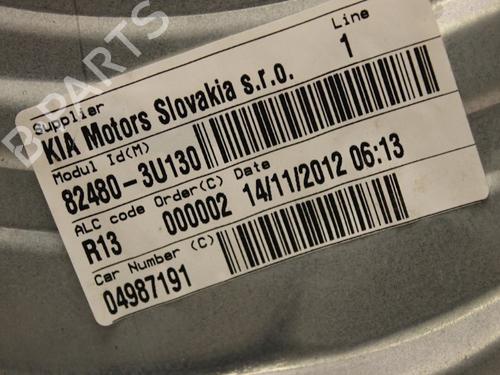 B-PARTS
Supplier
Line
KIA Motors Slovakia s.r.o.
1
Modul Id(M)
82480-3U130
ALC code Order(C) Date
R13 000002 14/11/2012 06:13
Car Number (C)
04987191